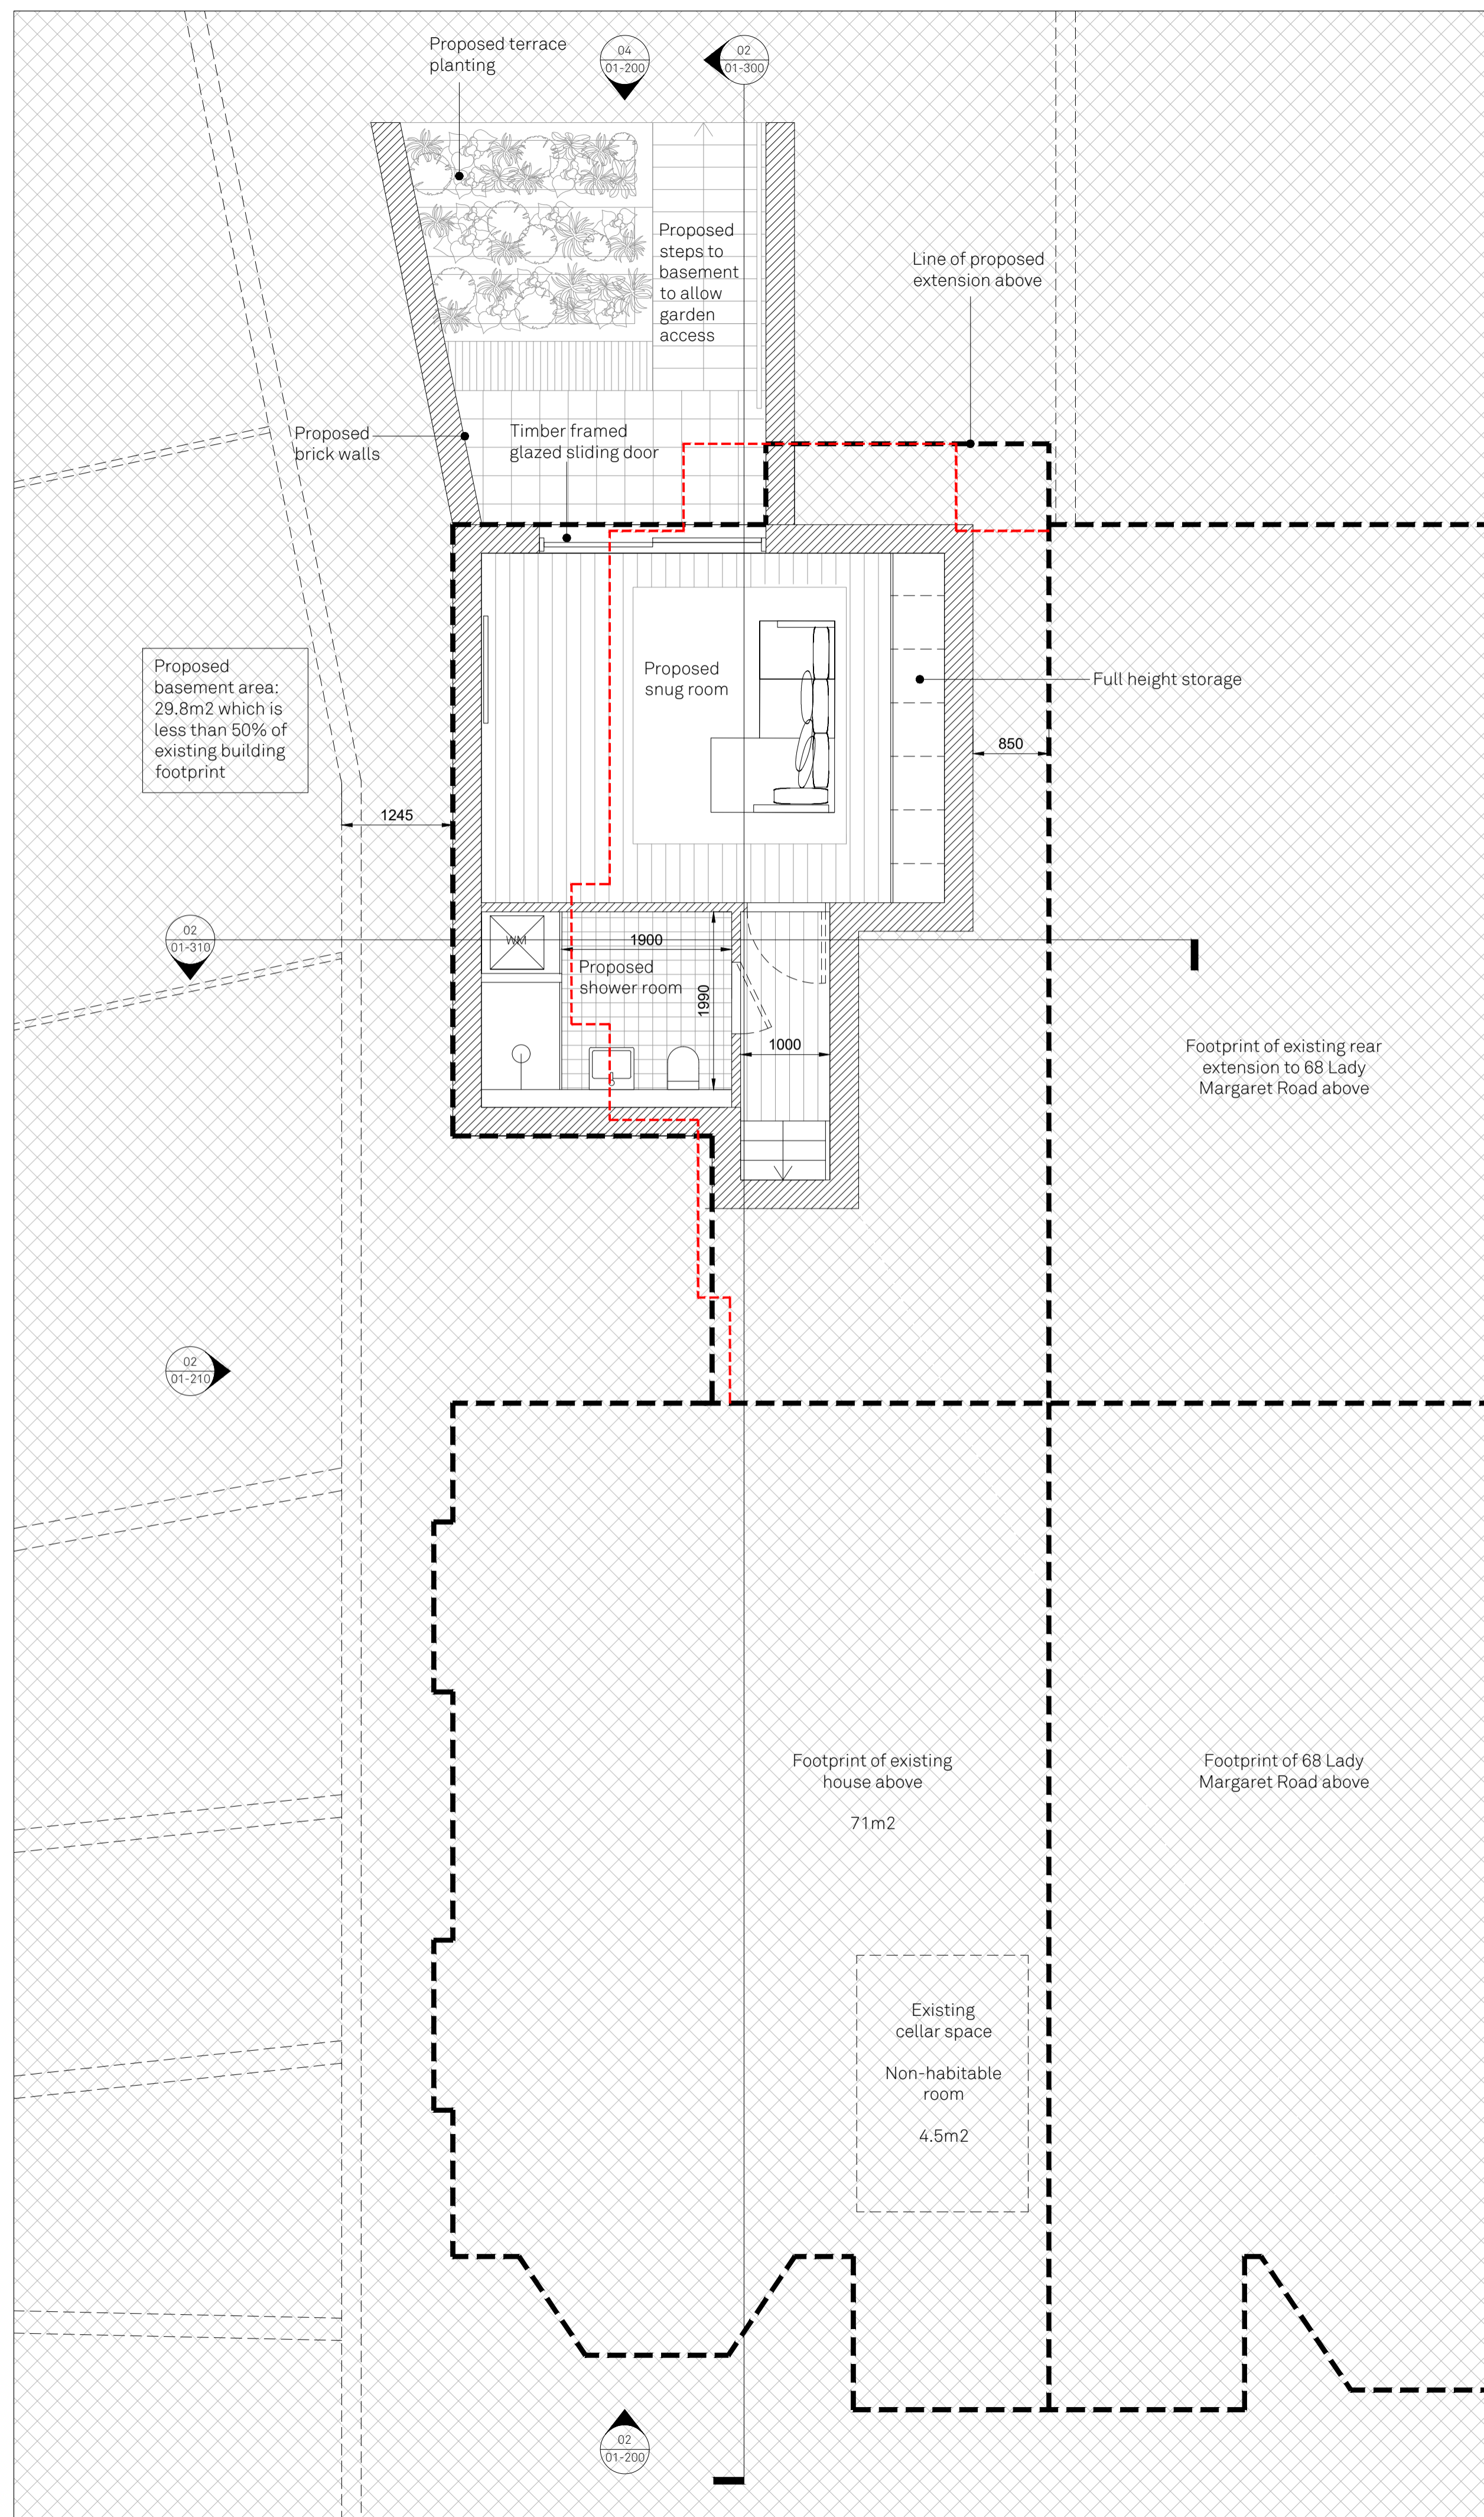 Proposed terrace
planting
04
01-200
02
01-300
Proposed
steps to
basement
to allow
garden
access
Line of proposed
extension above
Proposed
brick walls
Timber framed
glazed sliding door
Proposed
basement area:
29.8m2 which is
less than 50% of
existing building
footprint
Proposed
snug room
Full height storage
850
1245
02
01-310
WM
1900
Proposed
shower room
1990
1000
Footprint of existing rear
extension to 68 Lady
Margaret Road above
02
01-210
Footprint of existing
house above
71m2
Footprint of 68 Lady
Margaret Road above
Existing
cellar space
Non-habitable
room
4.5m2
02
01-200